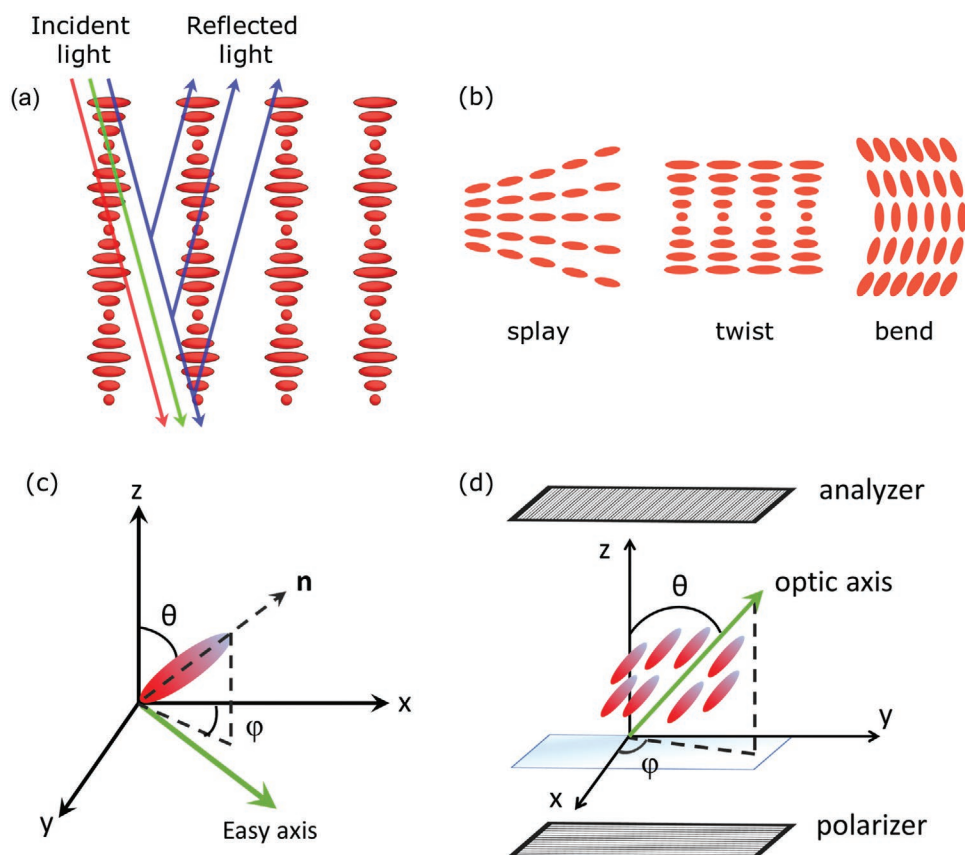 Incident light
Reflected light
(a)
(b)
splay
twist
bend
(c)
z
n
θ
x
φ
y
Easy axis
(d)
analyzer
z
θ
optic axis
y
φ
x
polarizer